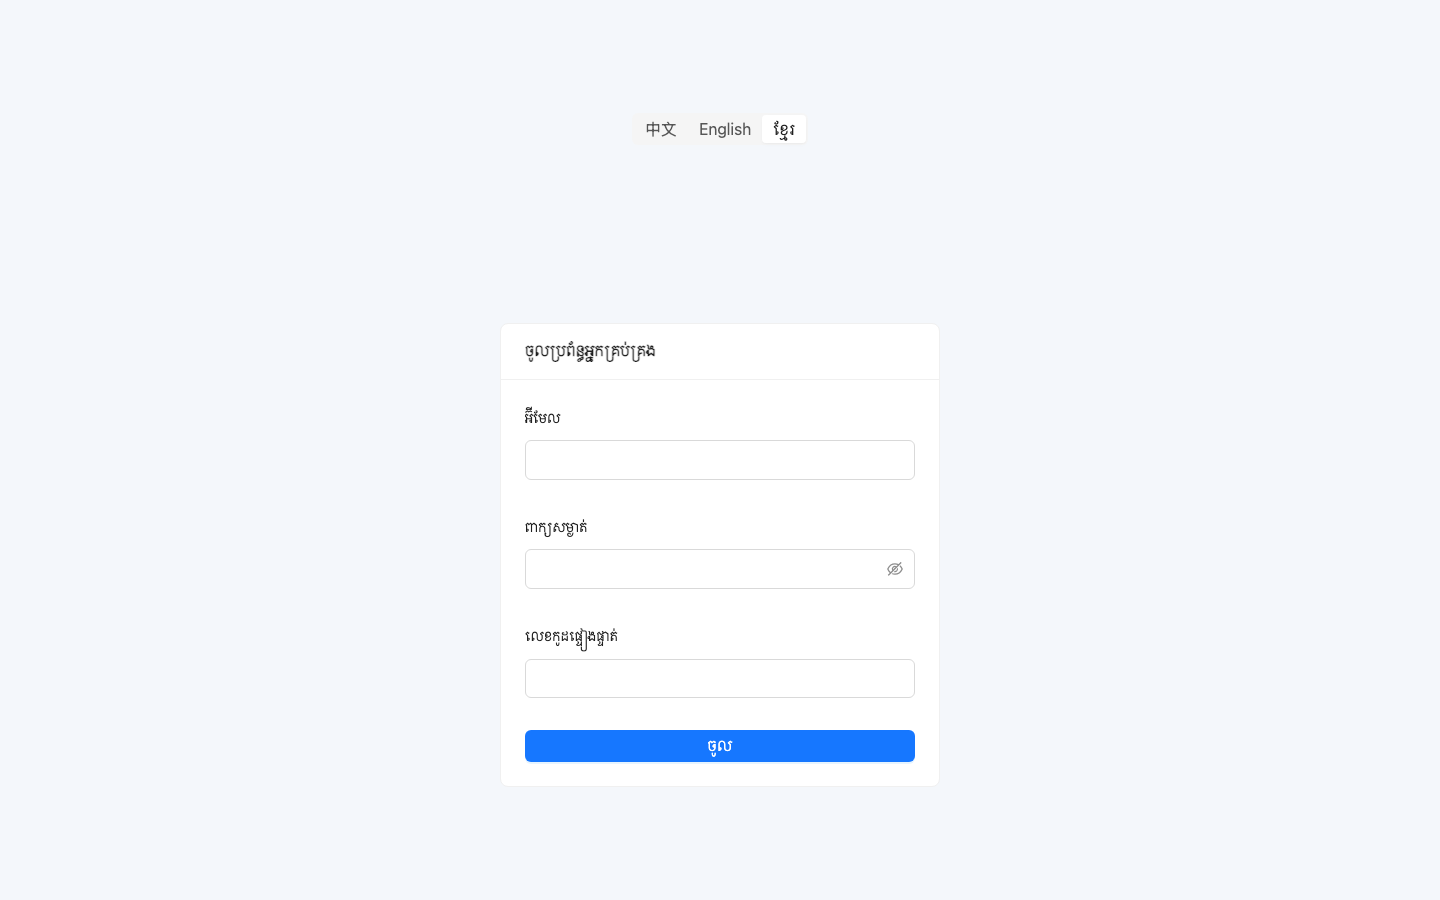 中文 English ខ្មែរ
ចូលប្រព័ន្ធអ្នកគ្រប់គ្រង
អ៊ីមែល
ពាក្យសម្ងាត់
លេខកូដផ្ទៀងផ្ទាត់
ចូល